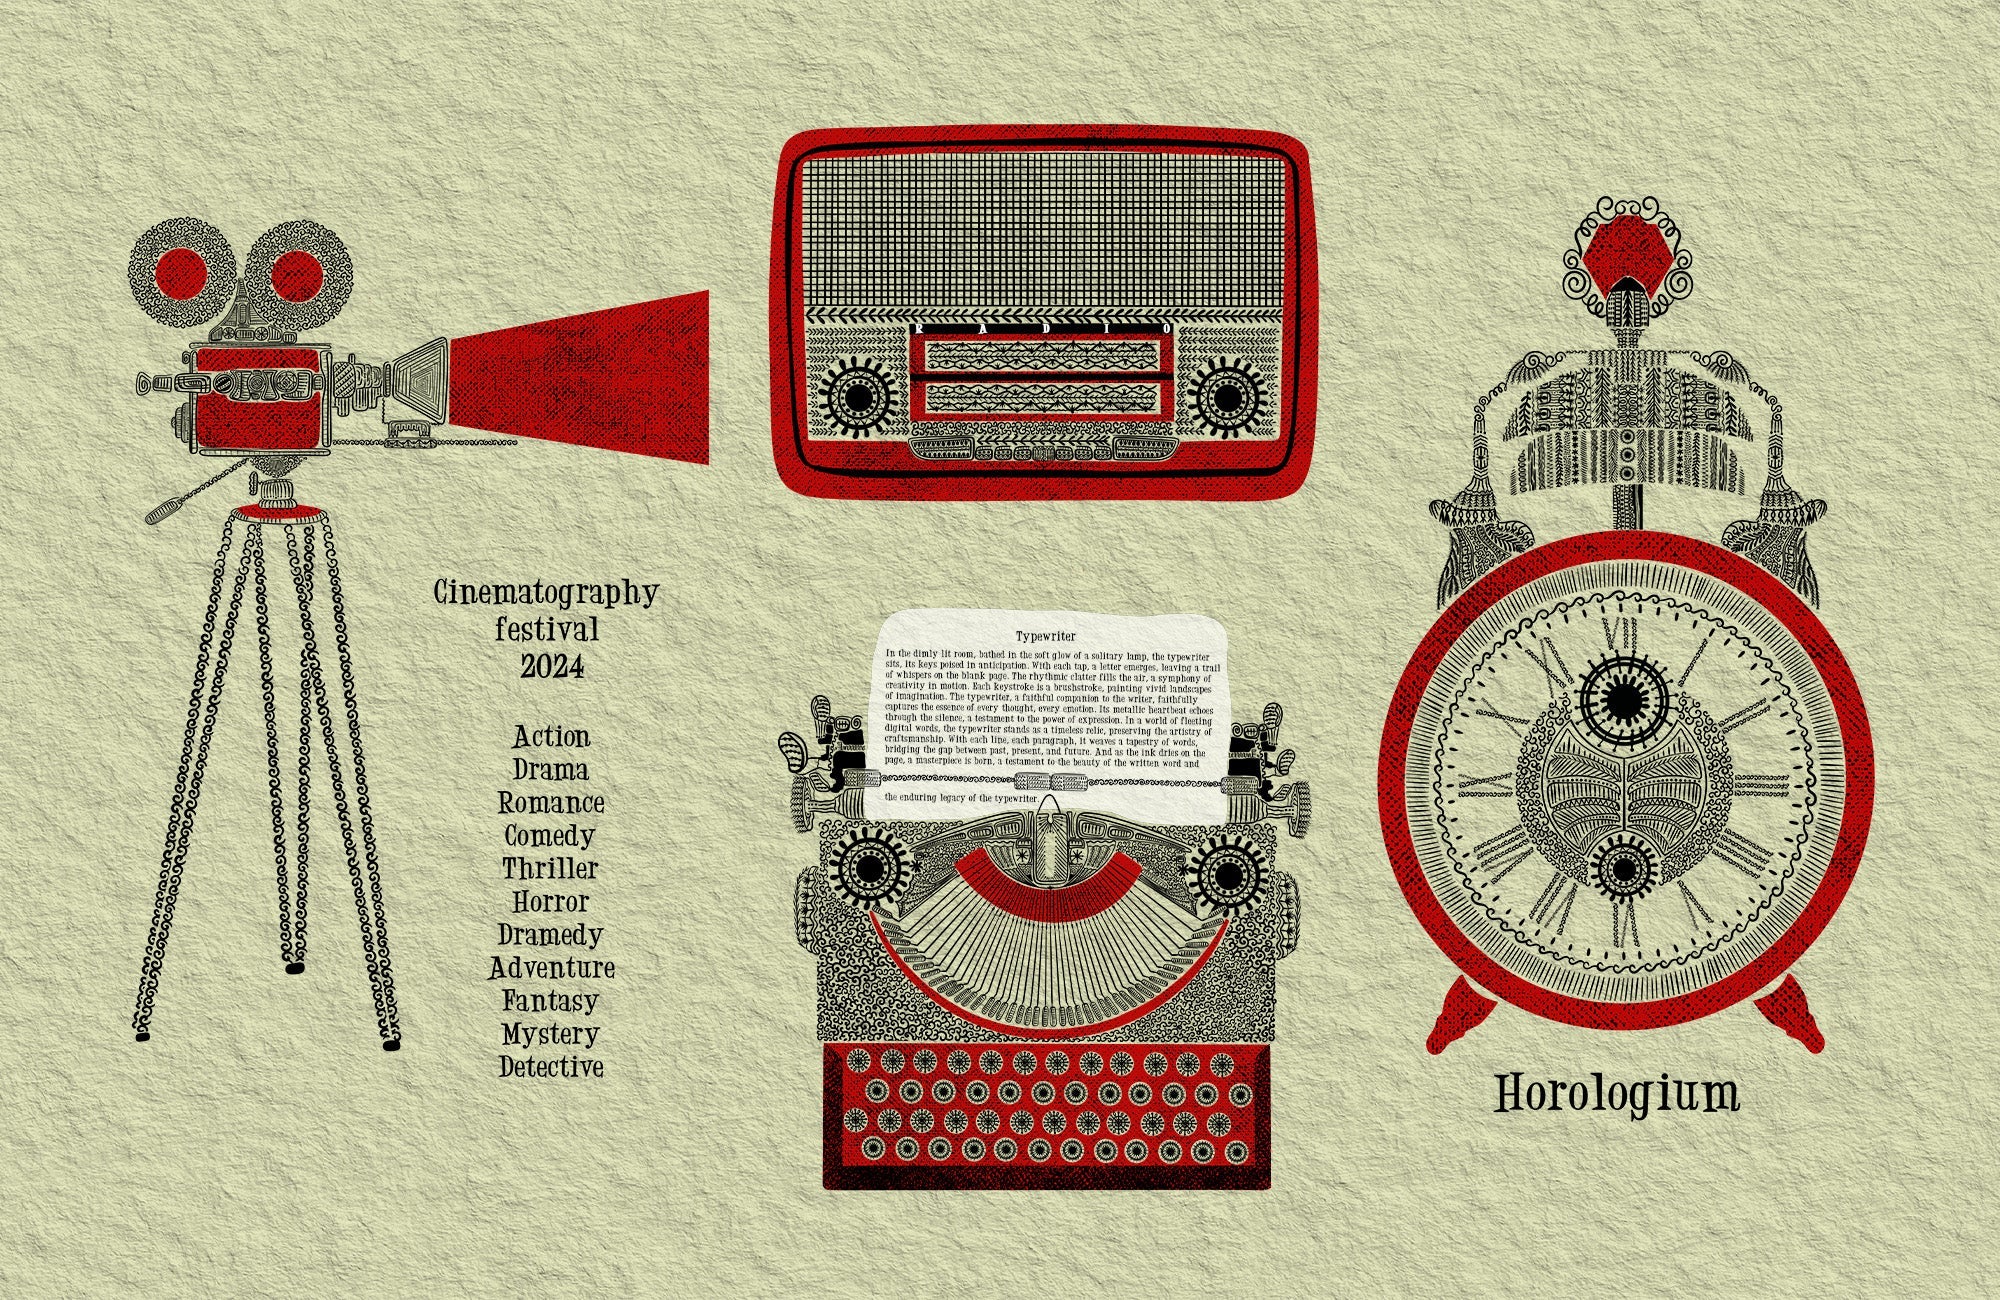 R A D I O
Cinematography
festival
2024
Action
Drama
Romance
Comedy
Thriller
Horror
Dramedy
Adventure
Fantasy
Mystery
Detective
Typewriter
In the dimly lit room, bathed in the soft glow of a solitary lamp, the typewriter
sits, its keys poised in anticipation. With each tap, a letter emerges, leaving a trail
of whispers on the blank page. The rhythmic clatter fills the air, a symphony of
creativity in motion. Each keystroke is a brushstroke, painting vivid landscapes
of imagination. The typewriter, a faithful companion to the writer, faithfully
captures the essence of every thought, every emotion. Its metallic heartbeat echoes
through the silence, a testament to the power of expression. In a world of fleeting
digital words, the typewriter stands as a timeless relic, preserving the artistry of
craftsmanship. With each line, each paragraph, it weaves a tapestry of words,
bridging the gap between past, present, and future. And as the ink dries on the
page, a masterpiece is born, a testament to the beauty of the written word and
the enduring legacy of the typewriter
Horologium